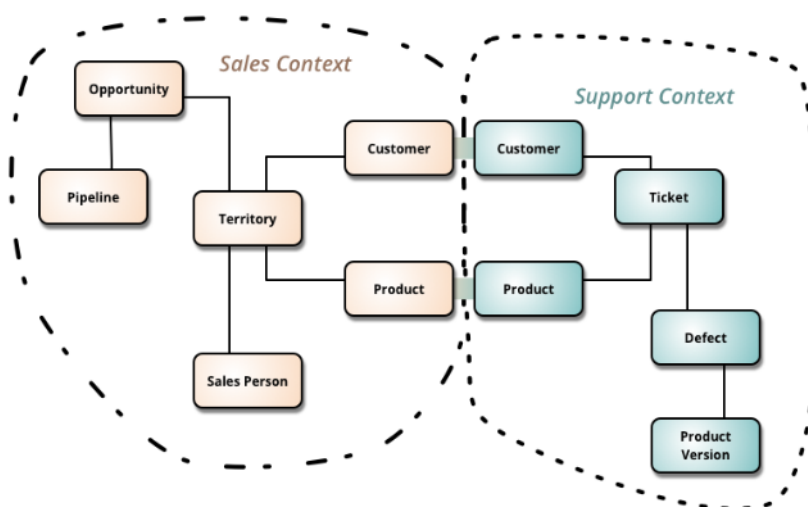 Sales Context
Support Context
Opportunity
Customer
Customer
Pipeline
Territory
Ticket
Product
Product
Defect
Sales Person
Product
Version